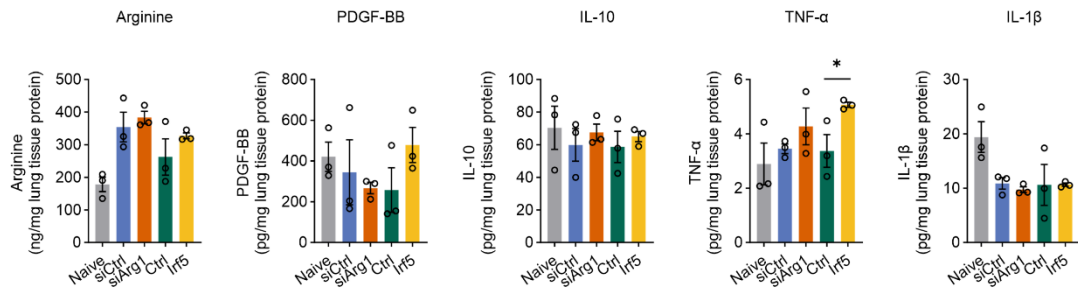 Arginine
Arginine
(ng/mg lung tissue protein)
500
400
300
200
100
0
Naive
siCtrl
siArg1
Ctrl
Irf5
PDGF-BB
PDGF-BB
(pg/mg lung tissue protein)
800
600
400
200
0
Naive
siCtrl
siArg1
Ctrl
Irf5
IL-10
IL-10
(pg/mg lung tissue protein)
100
80
60
40
20
0
Naive
siCtrl
siArg1
Ctrl
Irf5
TNF-α
TNF-α
(pg/mg lung tissue protein)
6
4
2
0
*
Naive
siCtrl
siArg1
Ctrl
Irf5
IL-1β
IL-1β
(pg/mg lung tissue protein)
30
20
10
0
Naive
siCtrl
siArg1
Ctrl
Irf5